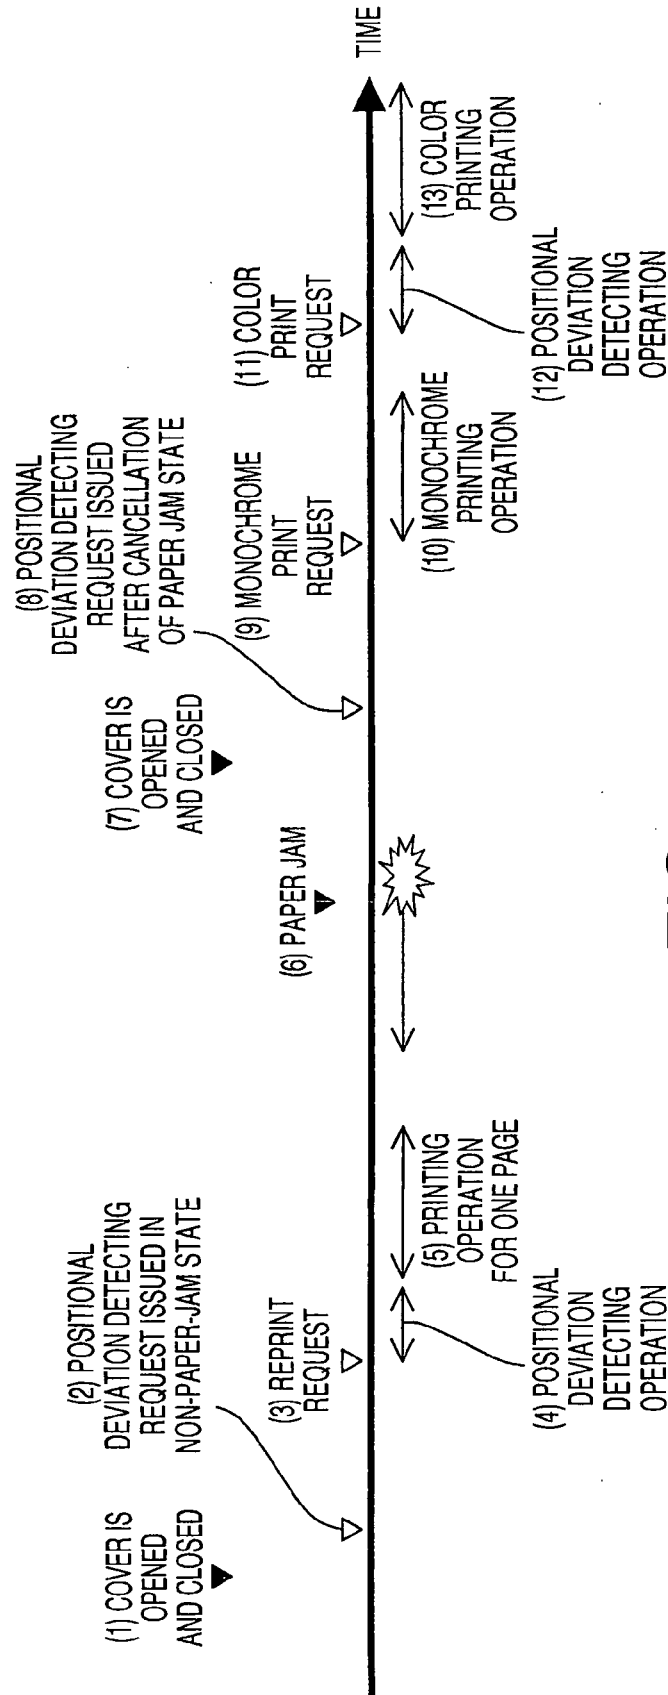 (1) COVER IS
OPENED
AND CLOSED
(2) POSITIONAL
DEVIATION DETECTING
REQUEST ISSUED IN
NON-PAPER-JAM STATE
(3) REPRINT
REQUEST
(4) POSITIONAL
DEVIATION
DETECTING
OPERATION
(5) PRINTING
OPERATION
FOR ONE PAGE
(6) PAPER JAM
(7) COVER IS
OPENED
AND CLOSED
(8) POSITIONAL
DEVIATION DETECTING
REQUEST ISSUED
AFTER CANCELLATION
OF PAPER JAM STATE
(9) MONOCHROME
PRINT
REQUEST
(10) MONOCHROME
PRINTING
OPERATION
(11) COLOR
PRINT
REQUEST
(12) POSITIONAL
DEVIATION
DETECTING
OPERATION
(13) COLOR
PRINTING
OPERATION
TIME